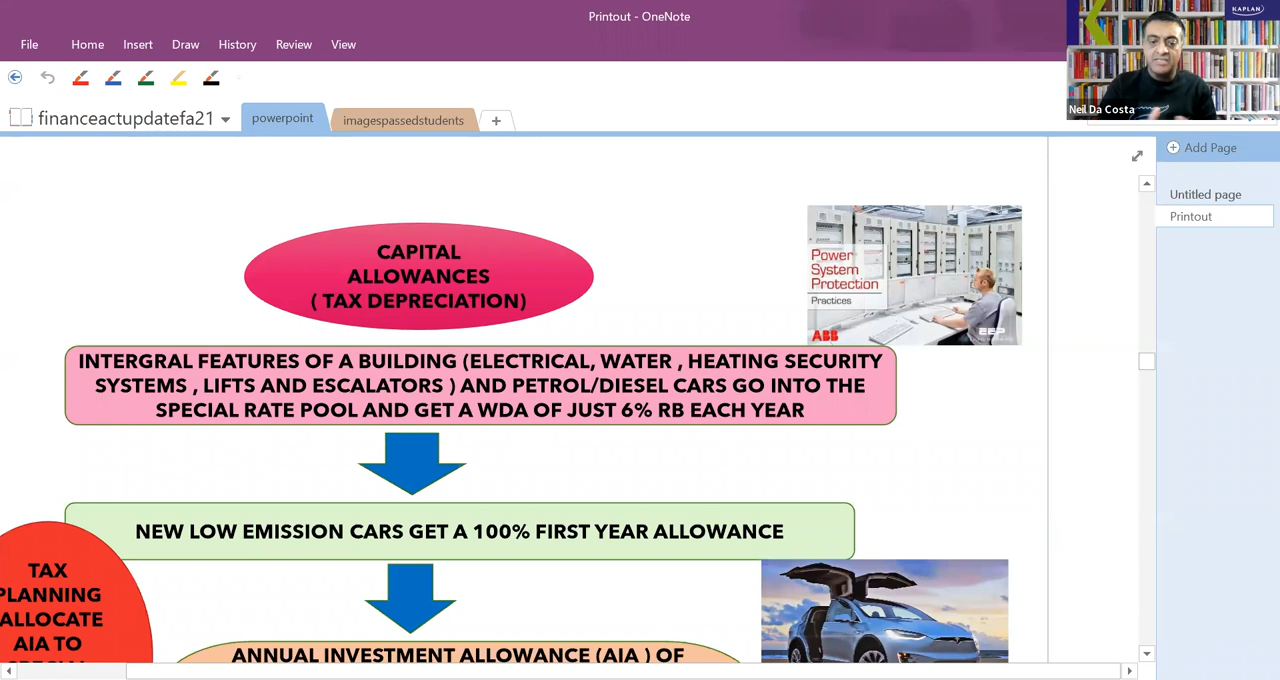 Printout - OneNote
KAPLAN
File Home Insert Draw History Review View
Neil Da Costa
financeactupdatefa21
powerpoint
imagespassedstudents
Add Page
Untitled page
Printout
CAPITAL
ALLOWANCES
( TAX DEPRECIATION)
Power
System
Protection
Practices
ABB
EEP
INTERGRAL FEATURES OF A BUILDING (ELECTRICAL, WATER , HEATING SECURITY
SYSTEMS , LIFTS AND ESCALATORS ) AND PETROL/DIESEL CARS GO INTO THE
SPECIAL RATE POOL AND GET A WDA OF JUST 6% RB EACH YEAR
NEW LOW EMISSION CARS GET A 100% FIRST YEAR ALLOWANCE
TAX
PLANNING
ALLOCATE
AIA TO
ANNUAL INVESTMENT ALLOWANCE (AIA ) OF